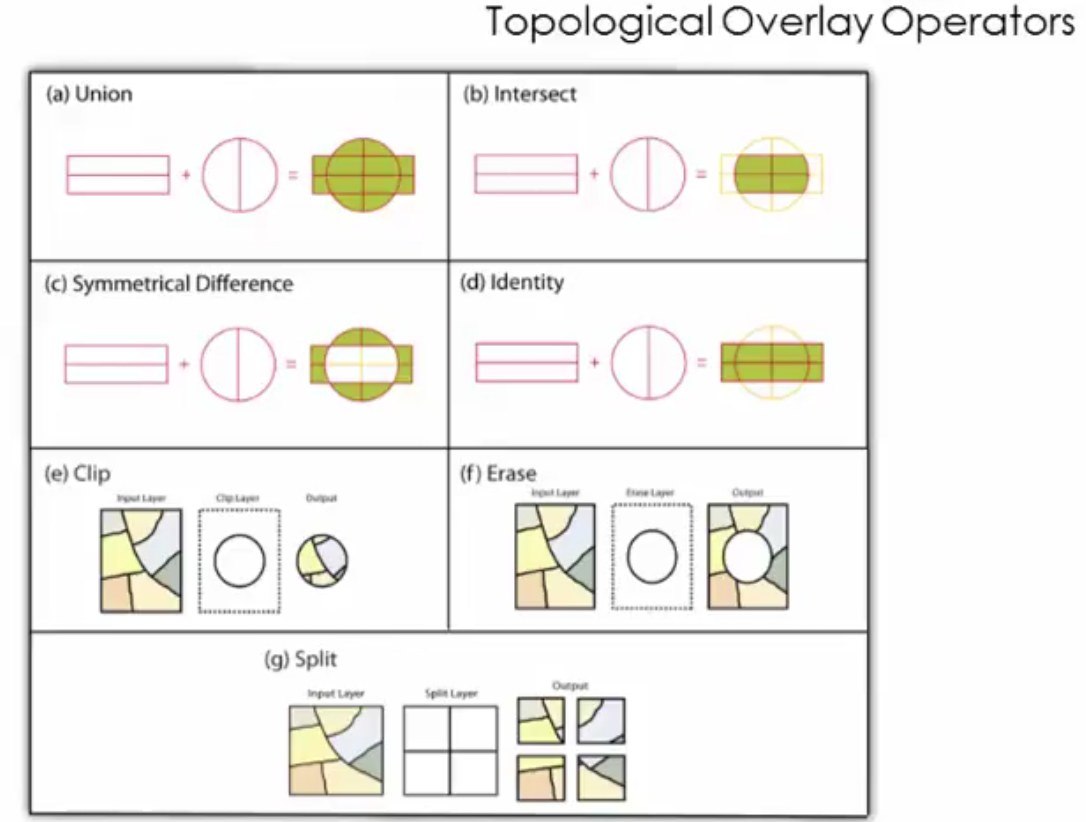 Topological Overlay Operators
(a) Union
(b) Intersect
+
=
+
=
(c) Symmetrical Difference
(d) Identity
+
=
+
=
(e) Clip
(f) Erase
Input Layer
Clip Layer
Output
Input Layer
Erase Layer
Output
(g) Split
Input Layer
Split Layer
Output